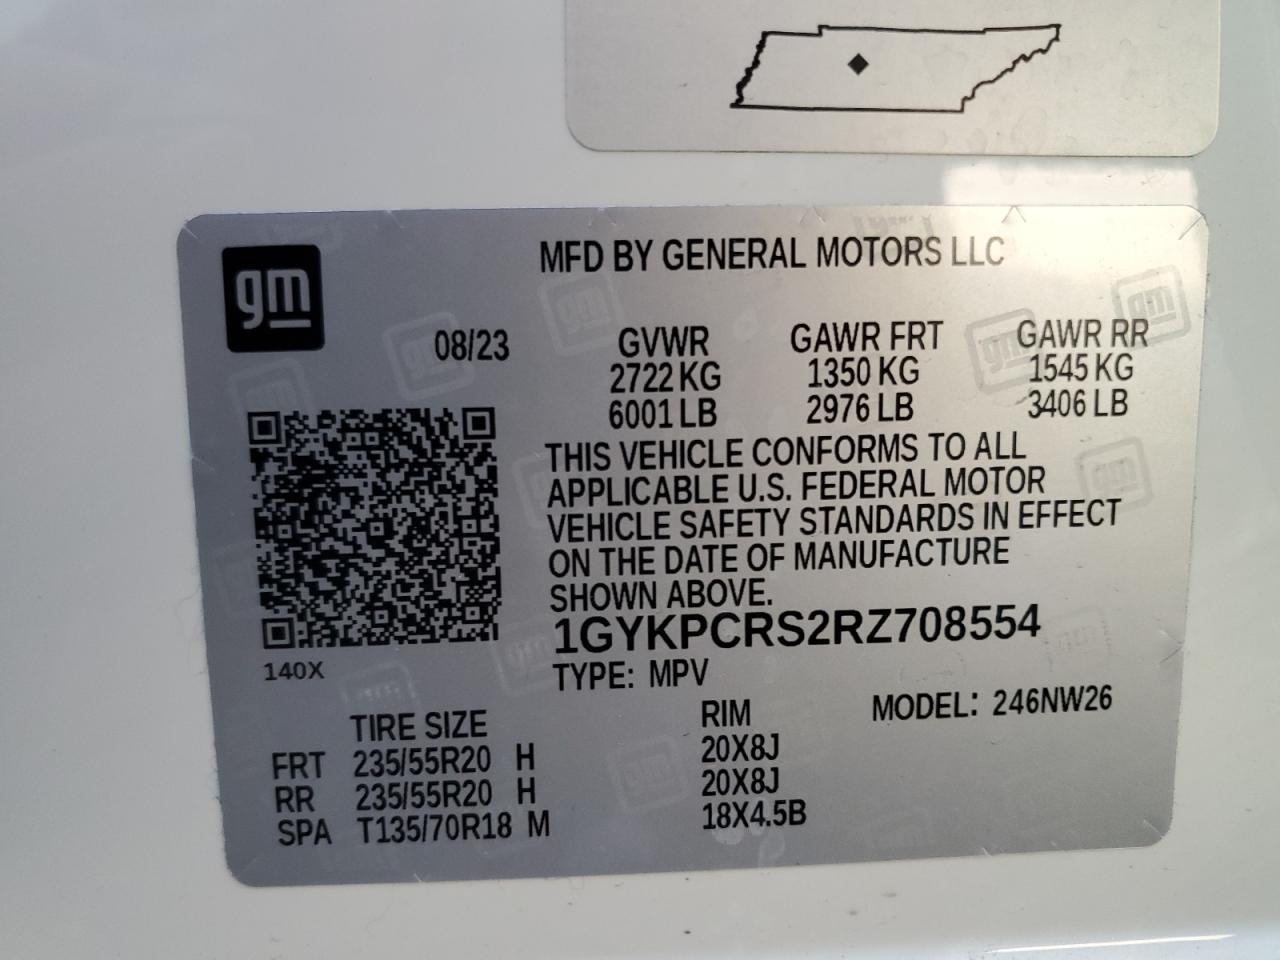 gm
MFD BY GENERAL MOTORS LLC
08/23
GVWR GAWR FRT GAWR RR
2722 KG 1350 KG 1545 KG
6001 LB 2976 LB 3406 LB
THIS VEHICLE CONFORMS TO ALL
APPLICABLE U.S. FEDERAL MOTOR
VEHICLE SAFETY STANDARDS IN EFFECT
ON THE DATE OF MANUFACTURE
SHOWN ABOVE.
1GYKPCRS2RZ708554
140X
TYPE: MPV
MODEL: 246NW26
TIRE SIZE RIM
FRT 235/55R20 H 20X8J
RR 235/55R20 H 20X8J
SPA T135/70R18 M 18X4.5B